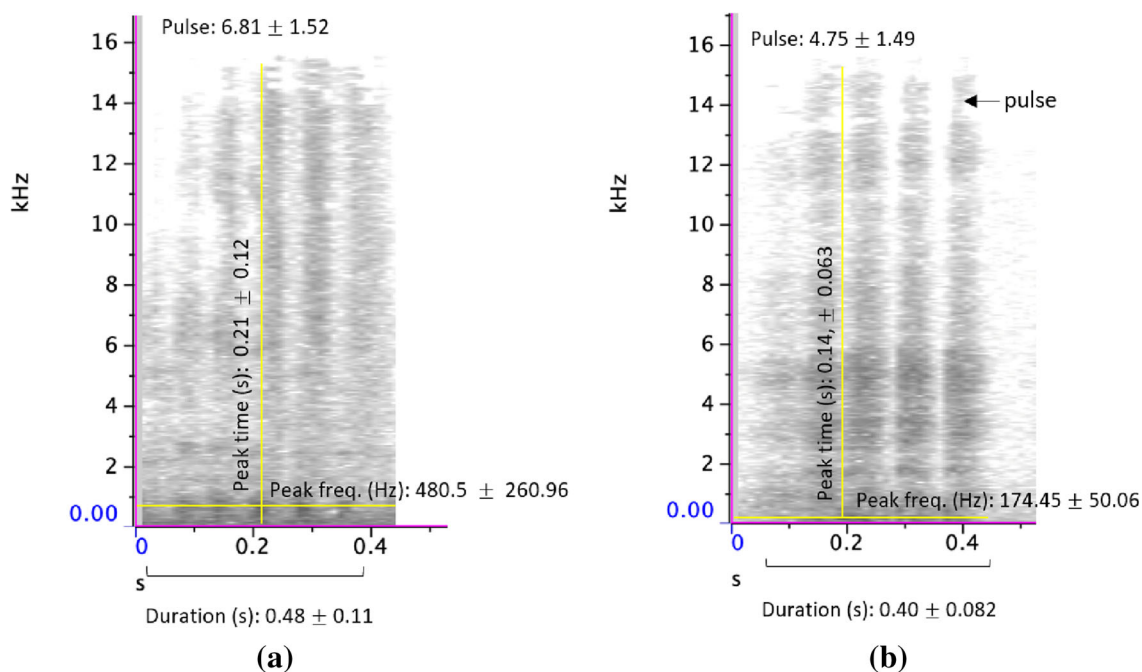 Pulse: 6.81 ± 1.52
16
14
12
10
8
6
4
2
0.00
kHz
Peak time (s): 0.21 ± 0.12
Peak freq. (Hz): 480.5 ± 260.96
0 0.2 0.4
s
Duration (s): 0.48 ± 0.11
(a)
Pulse: 4.75 ± 1.49
16
14
12
10
8
6
4
2
0.00
kHz
pulse
Peak time (s): 0.14, ± 0.063
Peak freq. (Hz): 174.45 ± 50.06
0 0.2 0.4
s
Duration (s): 0.40 ± 0.082
(b)